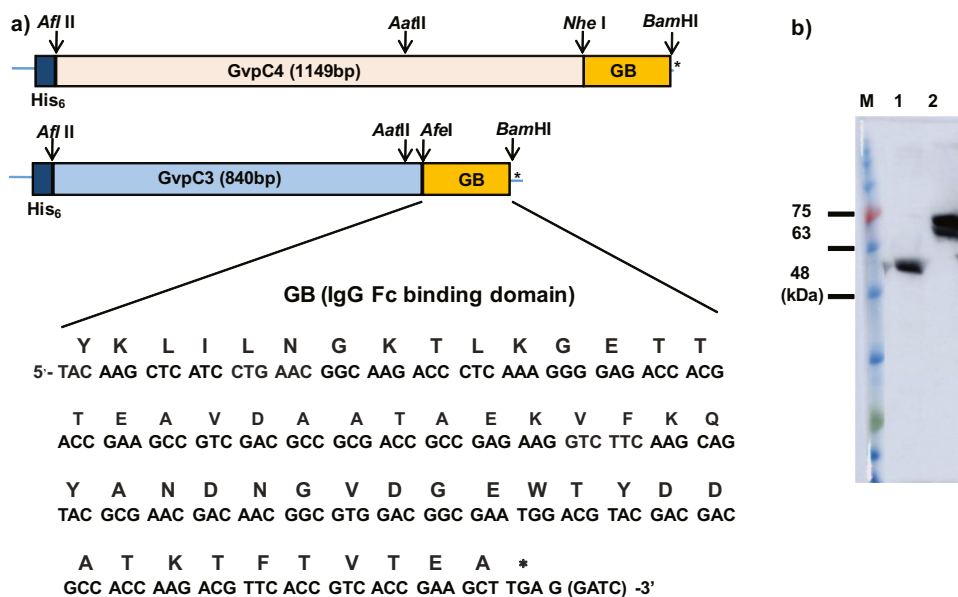 a)
Afl II AatII Nhe I BamHI
GvpC4 (1149bp) GB *
His6
Afl II AatII AfeI BamHI
GvpC3 (840bp) GB *
His6
GB (IgG Fc binding domain)
Y K L I L N G K T L K G E T T
5'- TAC AAG CTC ATC CTG AAC GGC AAG ACC CTC AAA GGG GAG ACC ACG
T E A V D A A T A E K V F K Q
ACC GAA GCC GTC GAC GCC GCG ACC GCC GAG AAG GTC TTC AAG CAG
Y A N D N G V D G E W T Y D D
TAC GCG AAC GAC AAC GGC GTG GAC GGC GAA TGG ACG TAC GAC GAC
A T K T F T V T E A *
GCC ACC AAG ACG TTC ACC GTC ACC GAA GCT TGA G (GATC) -3'
b)
M 1 2
75
63
48
(kDa)